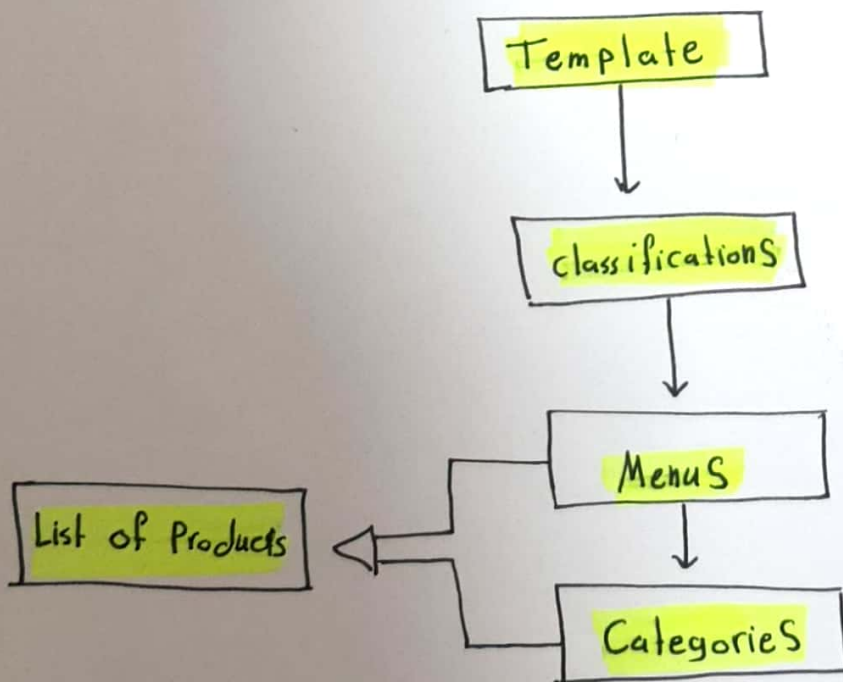 Template
classifications
Menus
List of Products
Categories